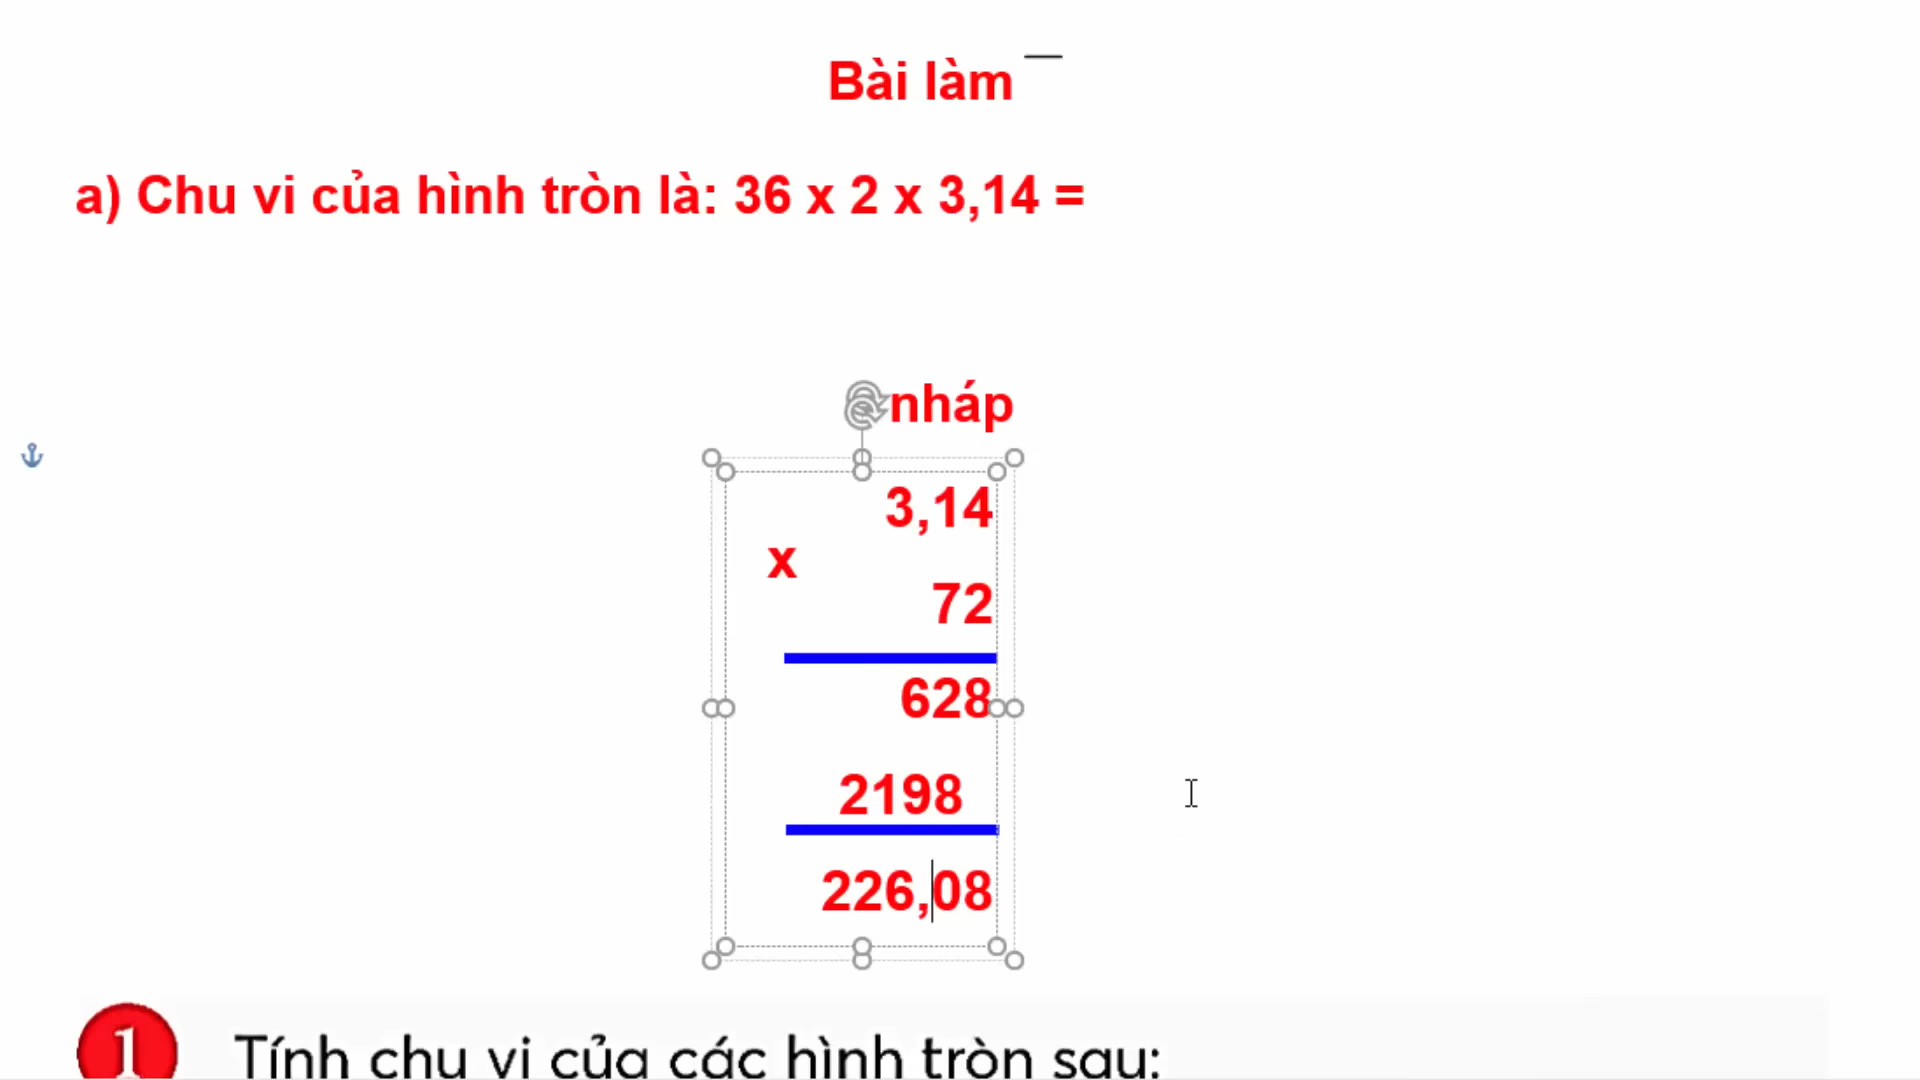 Bài làm
a) Chu vi của hình tròn là: 36 x 2 x 3,14 =
nháp
3,14
x
72
628
2198
226,08
1 Tính chu vi của các hình tròn sau: